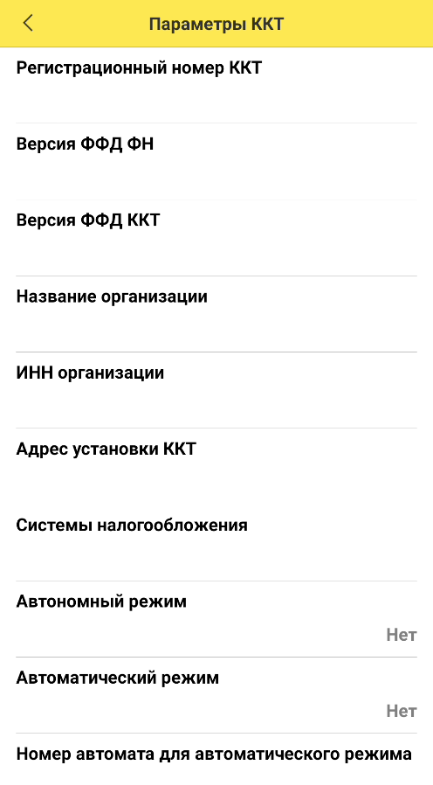 Параметры ККТ
Регистрационный номер ККТ
Версия ФФД ФН
Версия ФФД ККТ
Название организации
ИНН организации
Адрес установки ККТ
Системы налогообложения
Автономный режим
Нет
Автоматический режим
Нет
Номер автомата для автоматического режима